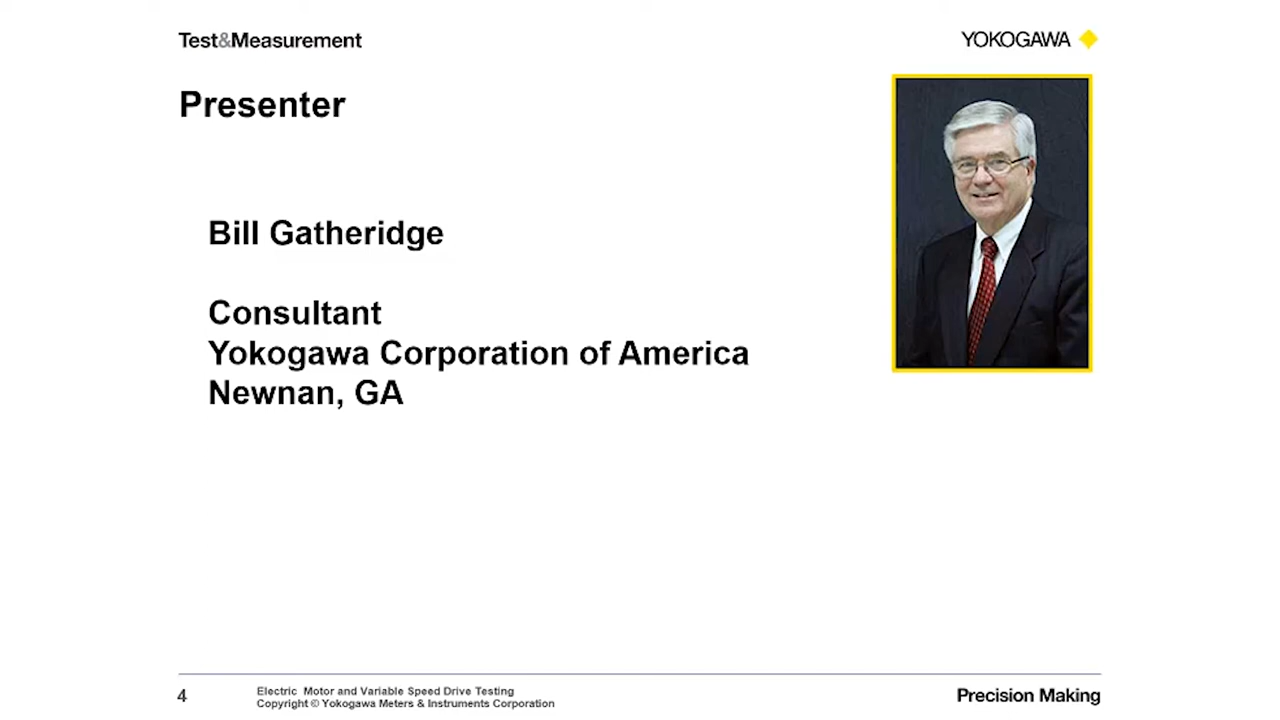 Test&Measurement
YOKOGAWA
Presenter
Bill Gatheridge
Consultant
Yokogawa Corporation of America
Newnan, GA
4
Electric Motor and Variable Speed Drive Testing
Copyright © Yokogawa Meters & Instruments Corporation
Precision Making